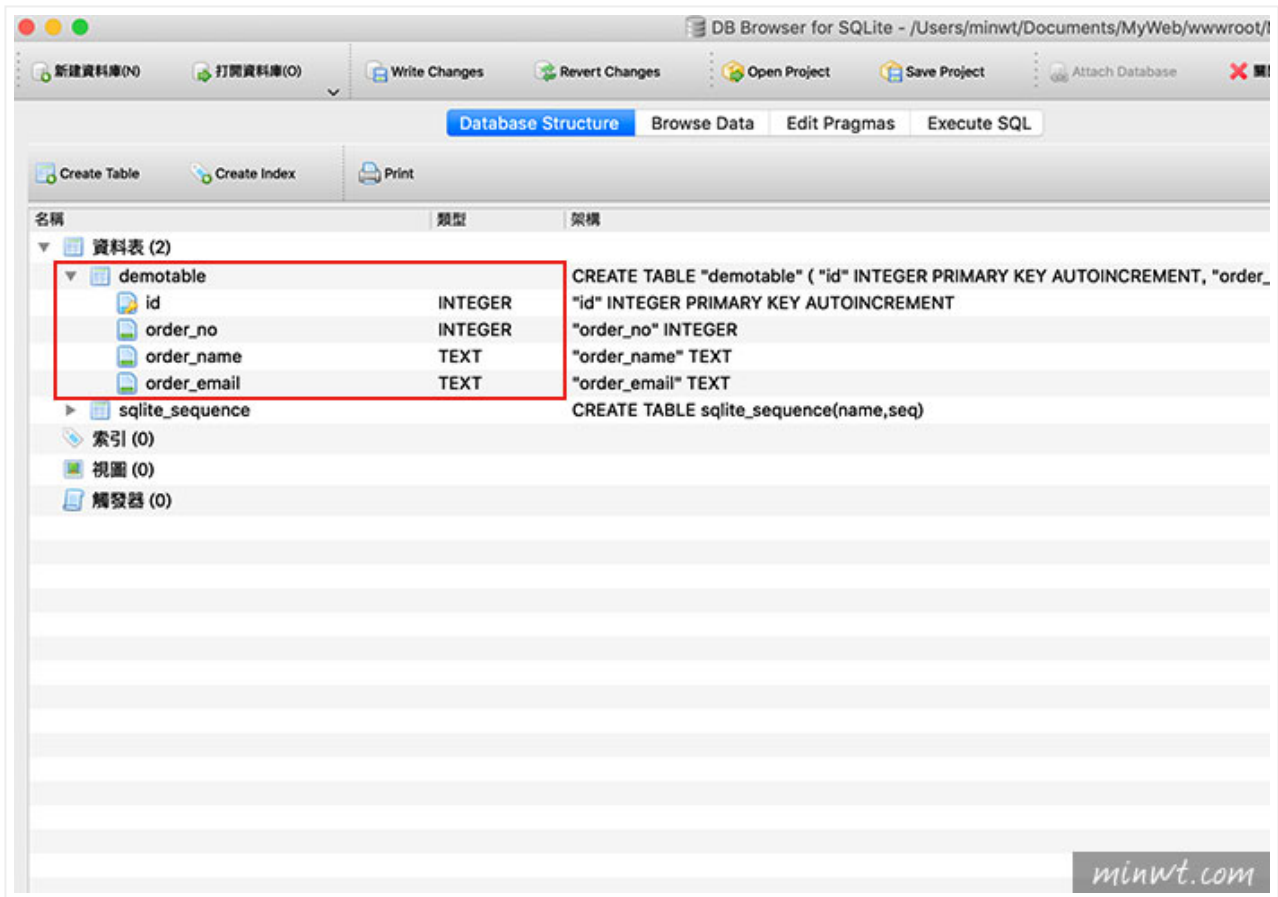 DB Browser for SQLite - /Users/minwt/Documents/MyWeb/wwwroot/
新建資料庫(N) 打開資料庫(O) Write Changes Revert Changes Open Project Save Project Attach Database
Database Structure Browse Data Edit Pragmas Execute SQL
Create Table Create Index Print
名稱 類型 架構
資料表 (2)
demotable CREATE TABLE "demotable" ( "id" INTEGER PRIMARY KEY AUTOINCREMENT, "order_
id INTEGER "id" INTEGER PRIMARY KEY AUTOINCREMENT
order_no INTEGER "order_no" INTEGER
order_name TEXT "order_name" TEXT
order_email TEXT "order_email" TEXT
sqlite_sequence CREATE TABLE sqlite_sequence(name,seq)
索引 (0)
視圖 (0)
觸發器 (0)
minwt.com